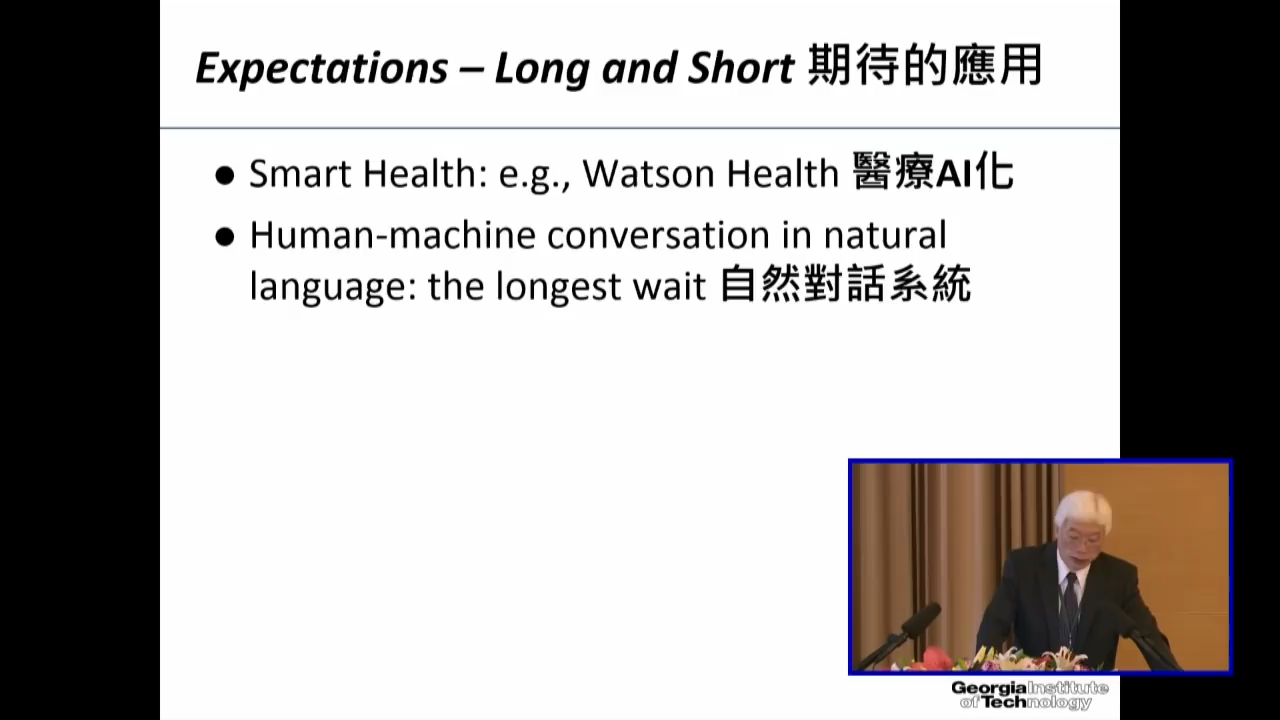 Expectations – Long and Short 期待的應用
● Smart Health: e.g., Watson Health 醫療AI化
● Human-machine conversation in natural
language: the longest wait 自然對話系統
Georgia Institute
of Technology